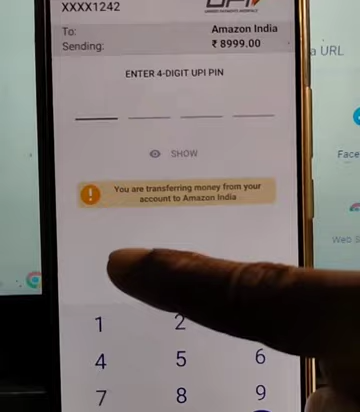 XXXX1242
UPI
To: Amazon India
Sending: ₹ 8999.00
a URL
ENTER 4-DIGIT UPI PIN
SHOW
Face
You are transferring money from your
account to Amazon India
Web S
1 2
4 5 6
7 8 9